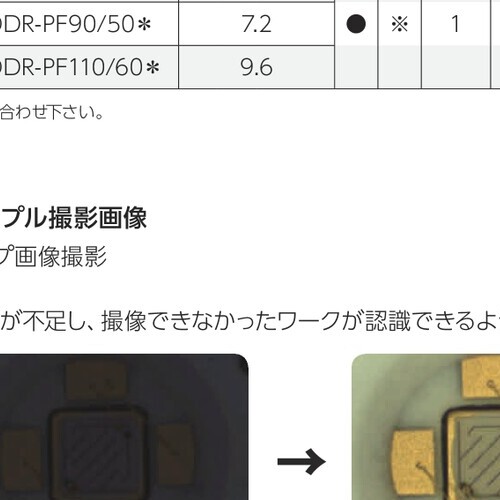 DDR-PF90/50＊ 7.2 ● ※ 1
DDR-PF110/60＊ 9.6
合わせ下さい。
プル撮影画像
プ画像撮影
が不足し、撮像できなかったワークが認識できるよ